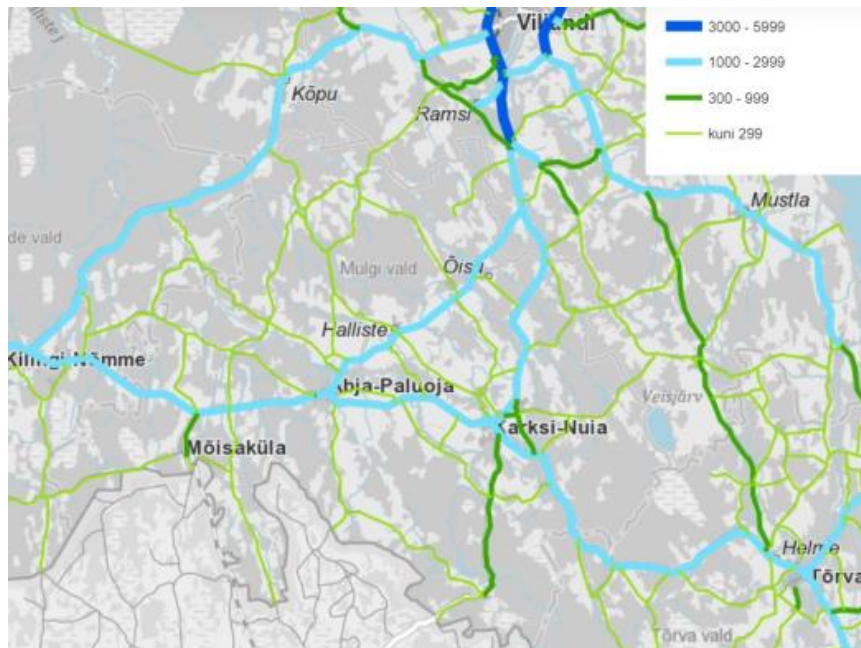 Viljandi
3000 - 5999
1000 - 2999
300 - 999
kuni 299
Kõpu
Ramsi
Mustla
de vald
Mulgi vald
Õisu
Halliste
Kilingi-Nõmme
Abja-Paluoja
Veisjärv
Karksi-Nuia
Mõisaküla
Helme
Tõrva
Tõrva vald